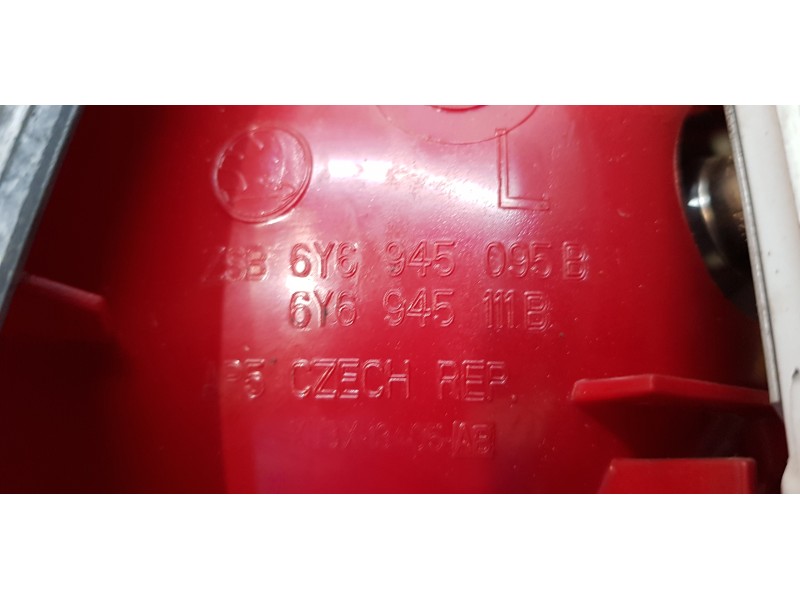 L
ZSB 6Y6 945 095 B
6Y6 945 111 B
CZECH REP.